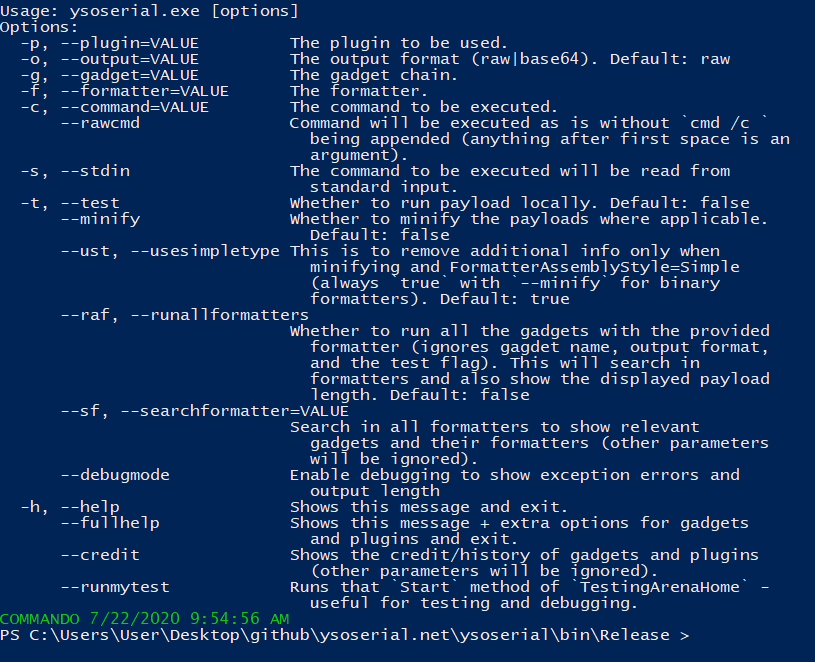 Usage: ysoserial.exe [options]
Options:
  -p, --plugin=VALUE         The plugin to be used.
  -o, --output=VALUE         The output format (raw|base64). Default: raw
  -g, --gadget=VALUE         The gadget chain.
  -f, --formatter=VALUE      The formatter.
  -c, --command=VALUE        The command to be executed.
      --rawcmd               Command will be executed as is without `cmd /c `
                               being appended (anything after first space is an
                               argument).
  -s, --stdin                The command to be executed will be read from
                               standard input.
  -t, --test                 Whether to run payload locally. Default: false
      --minify               Whether to minify the payloads where applicable.
                               Default: false
      --ust, --usesimpletype This is to remove additional info only when
                               minifying and FormatterAssemblyStyle=Simple
                               (always `true` with `--minify` for binary
                               formatters). Default: true
      --raf, --runallformatters
                             Whether to run all the gadgets with the provided
                               formatter (ignores gagdet name, output format,
                               and the test flag). This will search in
                               formatters and also show the displayed payload
                               length. Default: false
      --sf, --searchformatter=VALUE
                             Search in all formatters to show relevant
                               gadgets and their formatters (other parameters
                               will be ignored).
      --debugmode            Enable debugging to show exception errors and
                               output length
  -h, --help                 Shows this message and exit.
      --fullhelp             Shows this message + extra options for gadgets
                               and plugins and exit.
      --credit               Shows the credit/history of gadgets and plugins
                               (other parameters will be ignored).
      --runmytest            Runs that `Start` method of `TestingArenaHome` -
                               useful for testing and debugging.
COMMANDO 7/22/2020 9:54:56 AM
PS C:\Users\User\Desktop\github\ysoserial.net\ysoserial\bin\Release >